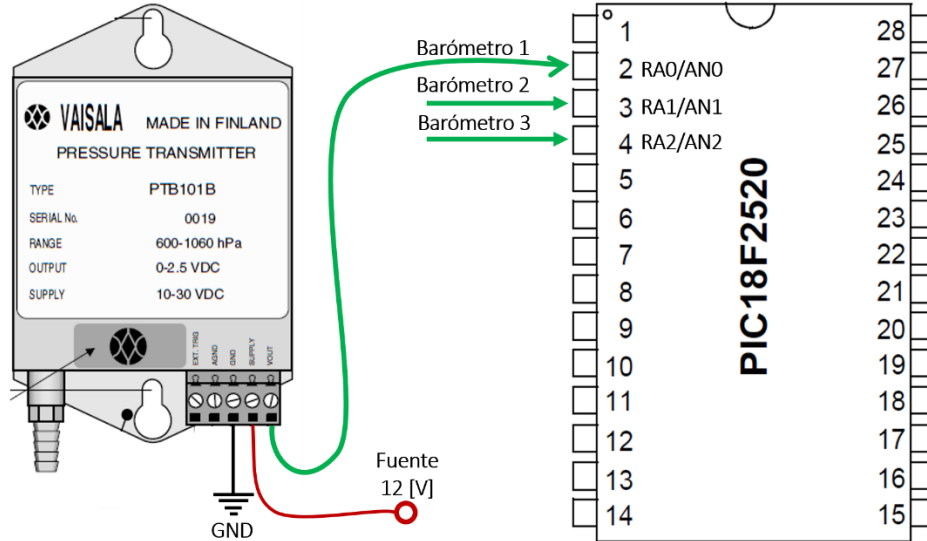 VAISALA MADE IN FINLAND
PRESSURE TRANSMITTER
TYPE PTB101B
SERIAL No. 0019
RANGE 600-1060 hPa
OUTPUT 0-2.5 VDC
SUPPLY 10-30 VDC
EXT. TRIG
AGND
GND
SUPPLY
VOUT
GND
Fuente
12 [V]
Barómetro 1
Barómetro 2
Barómetro 3
1
2 RA0/AN0
3 RA1/AN1
4 RA2/AN2
5
6
7
8
9
10
11
12
13
14
PIC18F2520
28
27
26
25
24
23
22
21
20
19
18
17
16
15